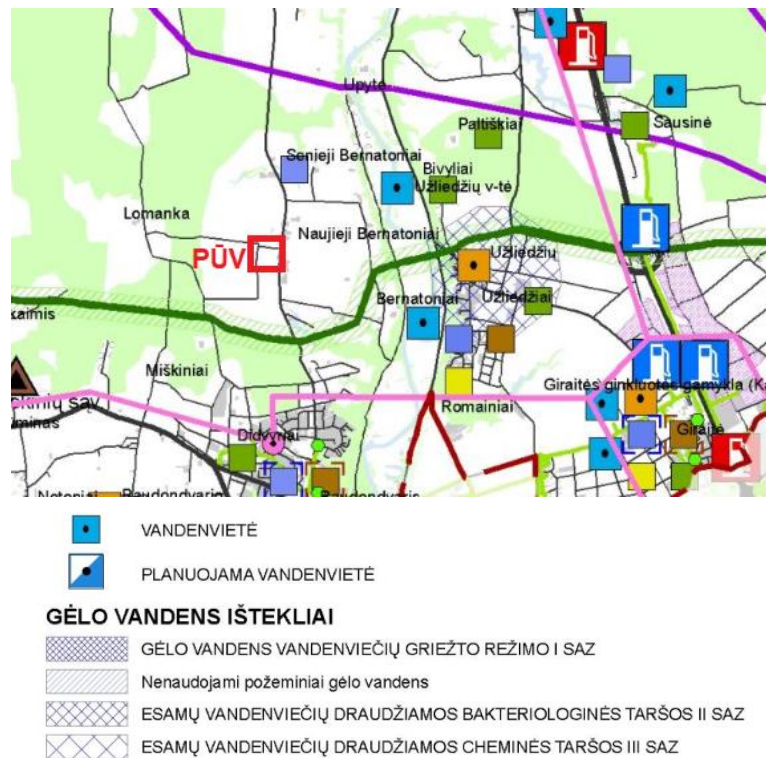 Upytė
Paltiškiai
Sausinė
Senieji Bernatoniai
Bivyliai
Užliedžių v-tė
Lomanka
Naujieji Bernatoniai
PŪV
Užliedžių
Bernatoniai
Užliedžiai
kaimis
Miškiniai
Giraitės ginkluotės gamykla (Ka
Romainiai
Didvyriai
Giraitė
VANDENVIETĖ
PLANUOJAMA VANDENVIETĖ
GĖLO VANDENS IŠTEKLIAI
GĖLO VANDENS VANDENVIEČIŲ GRIEŽTO REŽIMO I SAZ
Nenaudojami požeminiai gėlo vandens
ESAMŲ VANDENVIEČIŲ DRAUDŽIAMOS BAKTERIOLOGINĖS TARŠOS II SAZ
ESAMŲ VANDENVIEČIŲ DRAUDŽIAMOS CHEMINĖS TARŠOS III SAZ